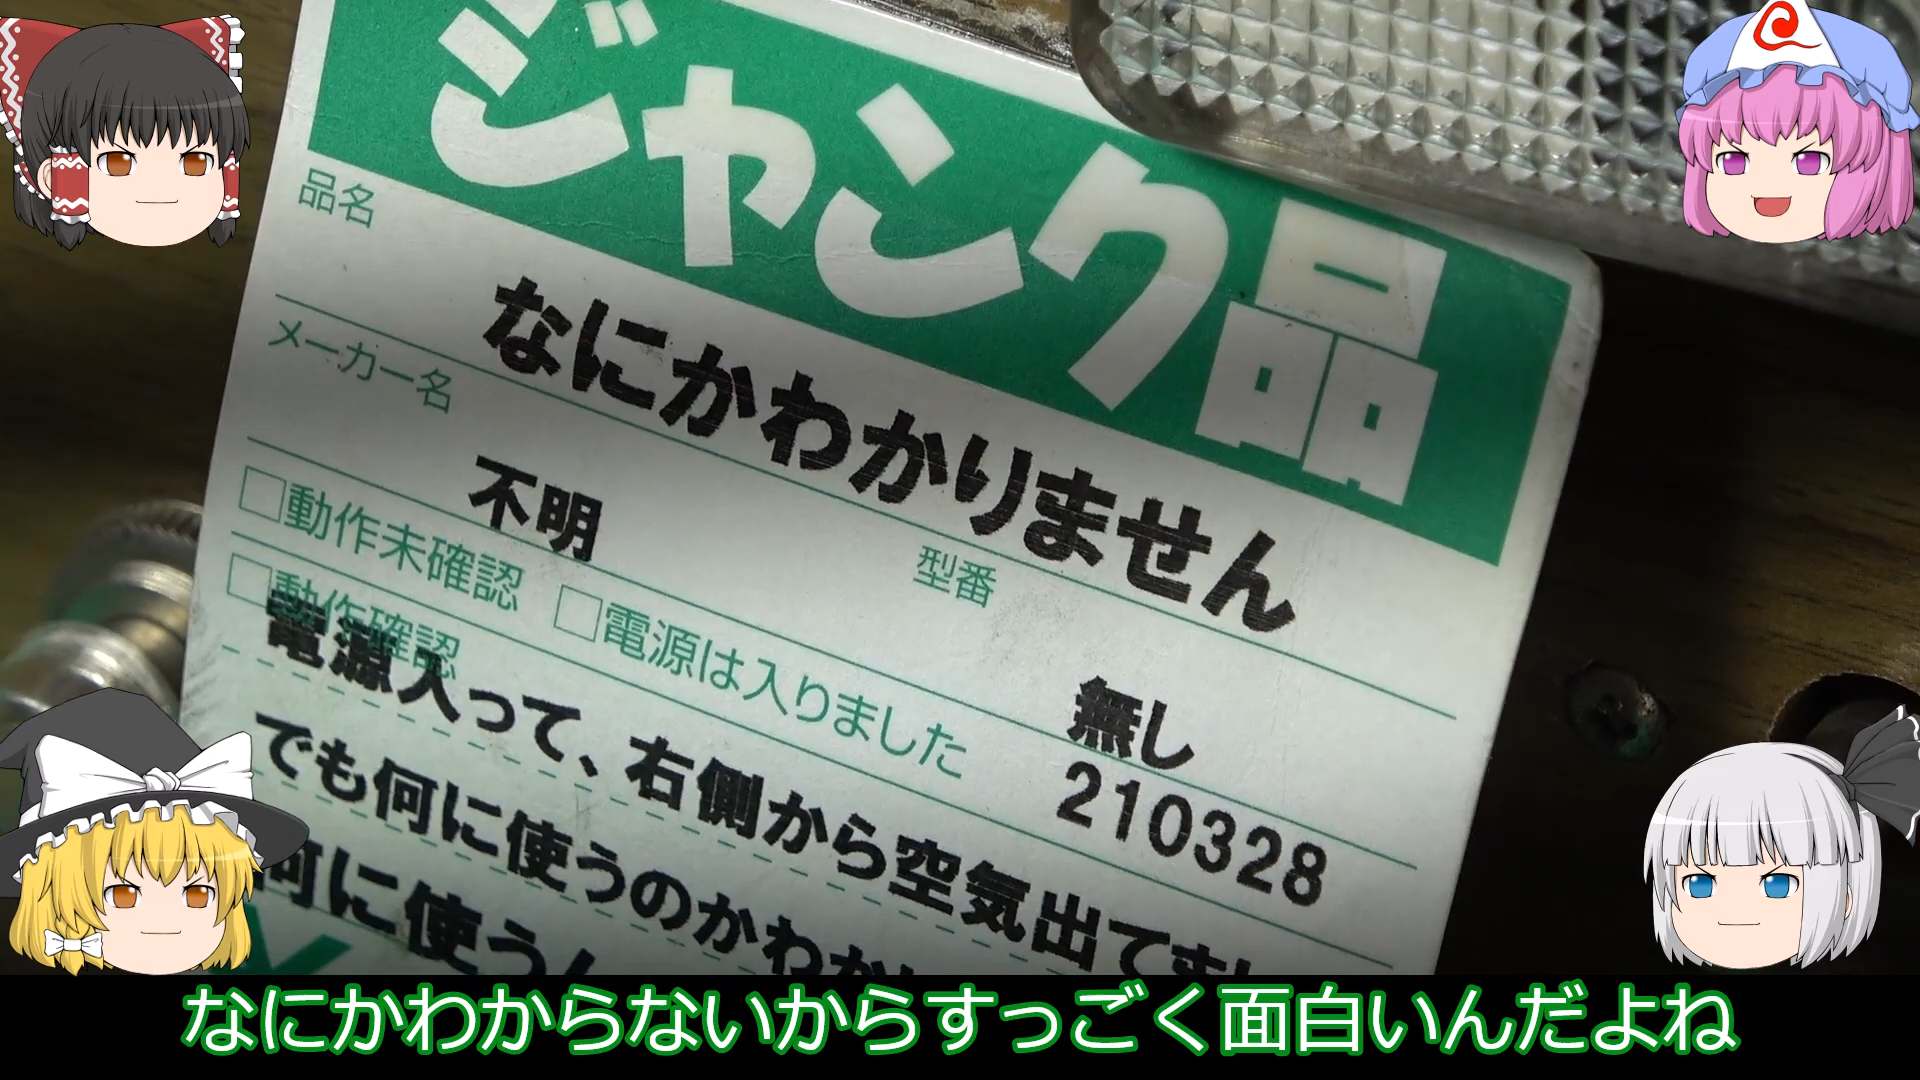 ジャンク品
品名
なにかわかりません
メーカー名
不明
型番
無し
□動作未確認 □電源は入りました
210328
□動作確認
電源入って、右側から空気出てます
でも何に使うのかわか
何に使う
なにかわからないからすっごく面白いんだよね